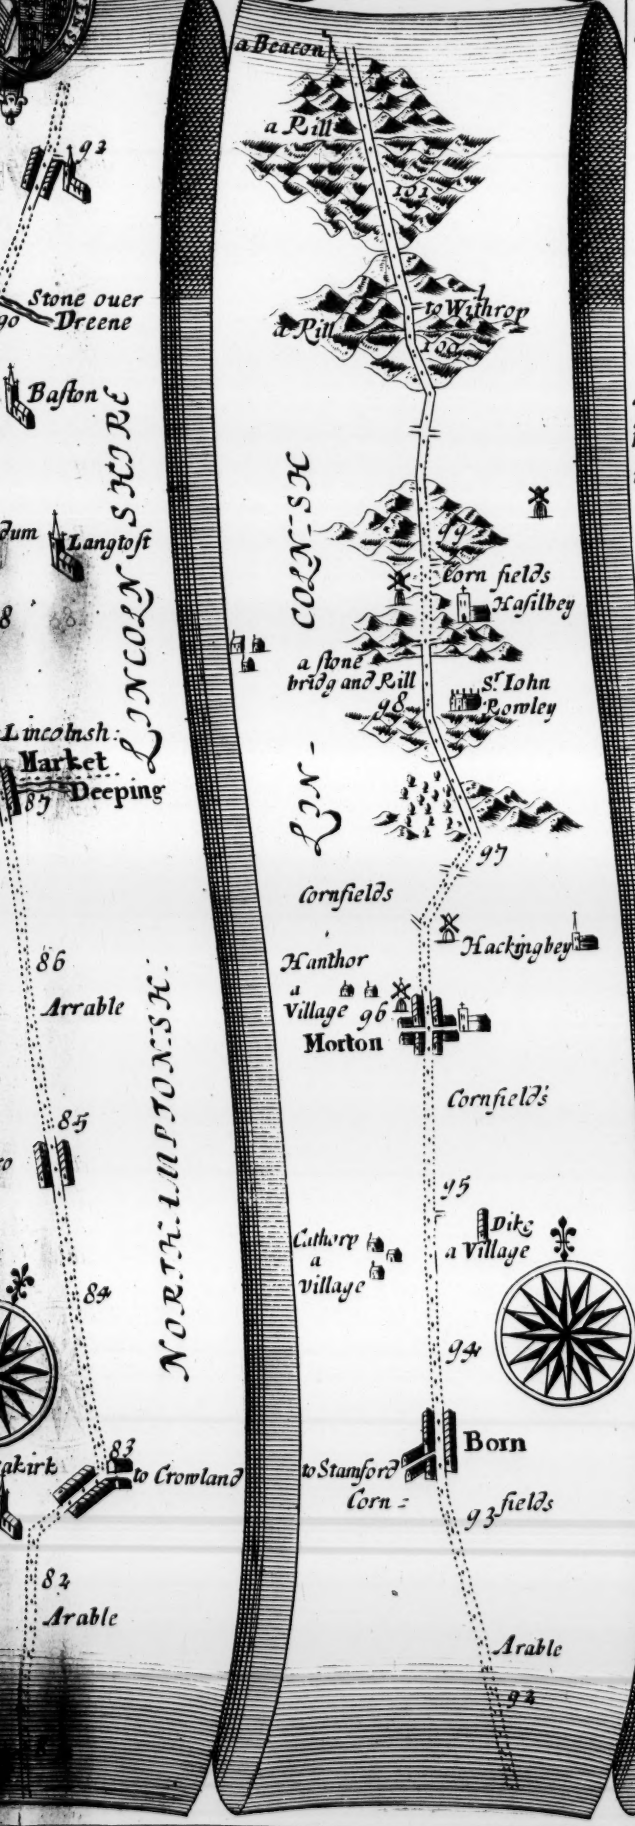 92
Stone ouer
90
Dreene
Baston
Langtoft
Lincolnsh:
Market
Deeping
87
LINCOLNSHIRE
86
Arrable
85
NORTHAMPTONSH:
84
83
to Crowland
82
Arable
a Beacon
a Rill
101
to Withrop
a Rill
100
99
Corn fields
Hasilbey
a stone
bridg and Rill
Sr. Iohn
Rowley
98
LIN-COLN-SH
97
Cornfields
Hackingbey
Hanthor
a
Village
96
Morton
Cornfields
95
Dike
a Village
Cathorp
a
village
94
Born
to Stamford
Corn-
93
fields
Arable
92